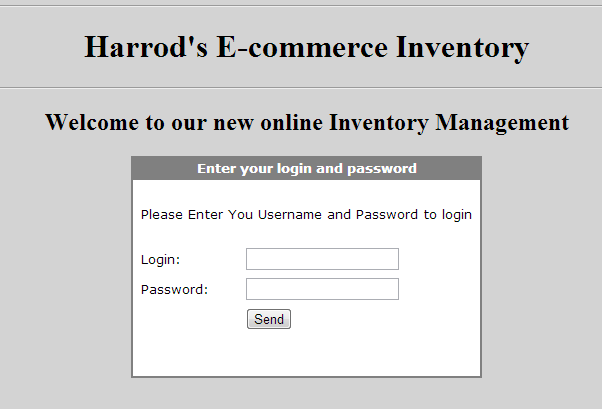 Harrod's E-commerce Inventory
Welcome to our new online Inventory Management
Enter your login and password
Please Enter You Username and Password to login
Login:
Password:
Send